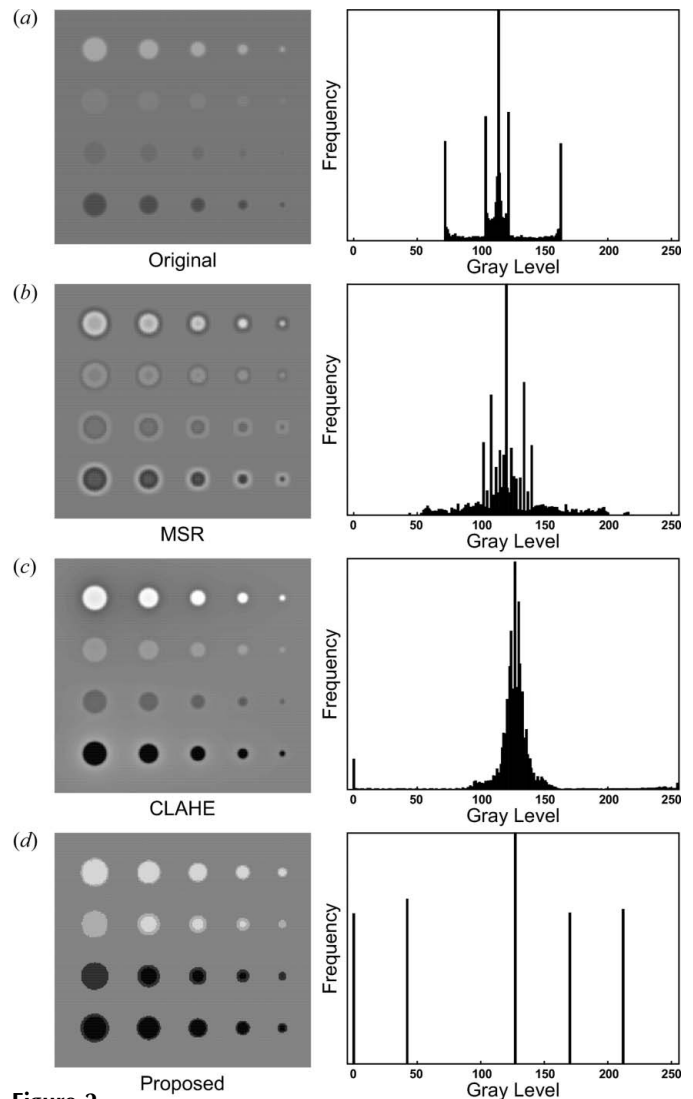 (a)
Original
Frequency
0 50 100 150 200 250
Gray Level
(b)
MSR
Frequency
0 50 100 150 200 250
Gray Level
(c)
CLAHE
Frequency
0 50 100 150 200 250
Gray Level
(d)
Proposed
Frequency
0 50 100 150 200 250
Gray Level
Figure 2